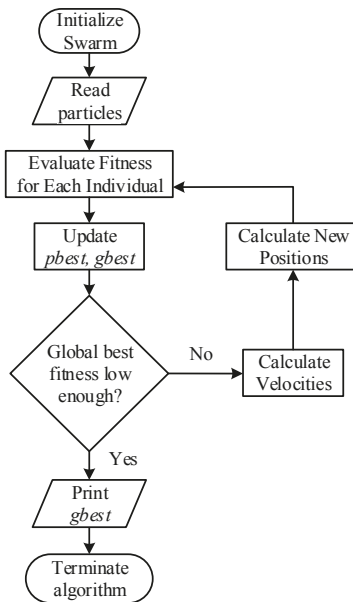 Initialize
Swarm
Read
particles
Evaluate Fitness
for Each Individual
Update
pbest, gbest
Calculate New
Positions
Global best
fitness low
enough?
No
Calculate
Velocities
Yes
Print
gbest
Terminate
algorithm